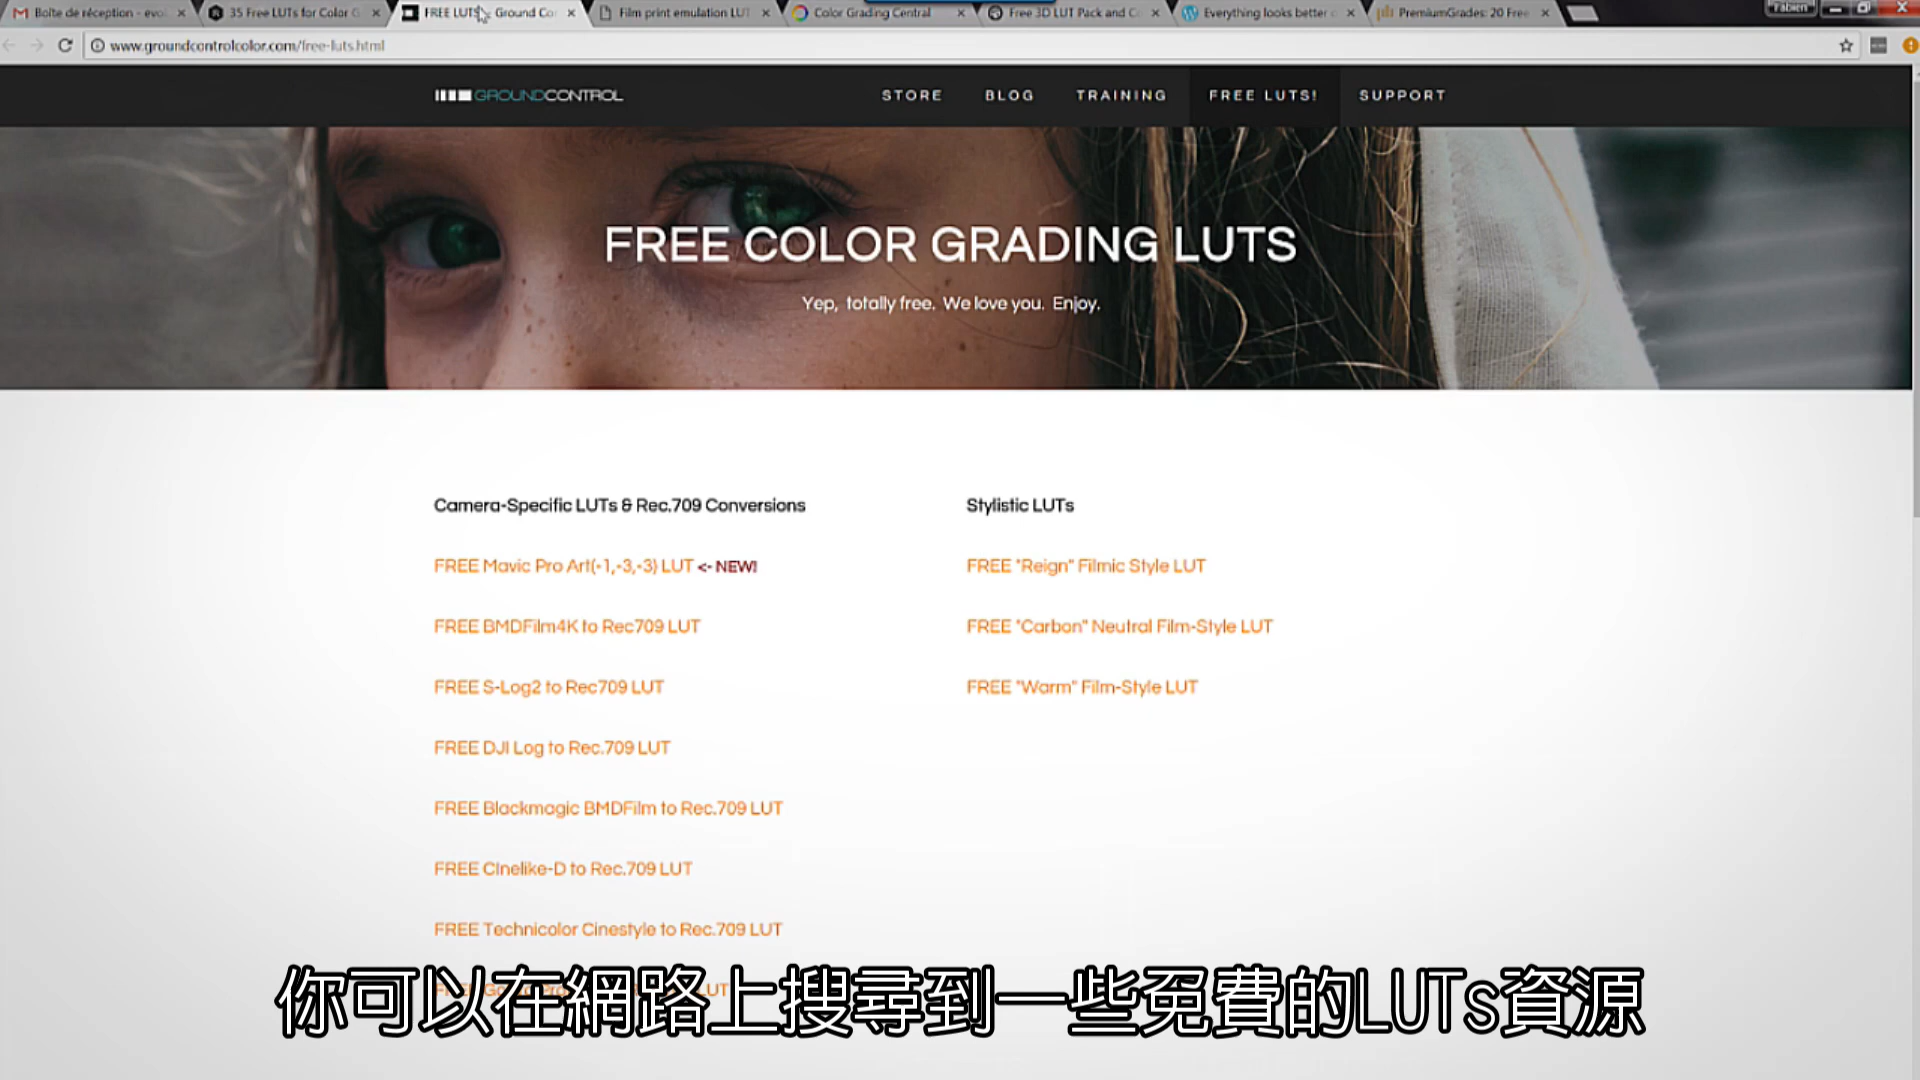 Boîte de réception - evo
35 Free LUTs for Color G
FREE LUTS - Ground Co
Film print emulation LUT
Color Grading Central
Free 3D LUT Pack and C
Everything looks better
PremiumGrades: 20 Free
Fabien
www.groundcontrolcolor.com/free-luts.html
GROUNDCONTROL
STORE
BLOG
TRAINING
FREE LUTS!
SUPPORT
FREE COLOR GRADING LUTS
Yep, totally free. We love you. Enjoy.
Camera-Specific LUTs & Rec.709 Conversions
FREE Mavic Pro Art(-1,-3,-3) LUT <- NEW!
FREE BMDFilm4K to Rec709 LUT
FREE S-Log2 to Rec709 LUT
FREE DJI Log to Rec.709 LUT
FREE Blackmagic BMDFilm to Rec.709 LUT
FREE CInelike-D to Rec.709 LUT
FREE Technicolor Cinestyle to Rec.709 LUT
Stylistic LUTs
FREE "Reign" Filmic Style LUT
FREE "Carbon" Neutral Film-Style LUT
FREE "Warm" Film-Style LUT
你可以在網路上搜尋到一些免費的LUTs資源